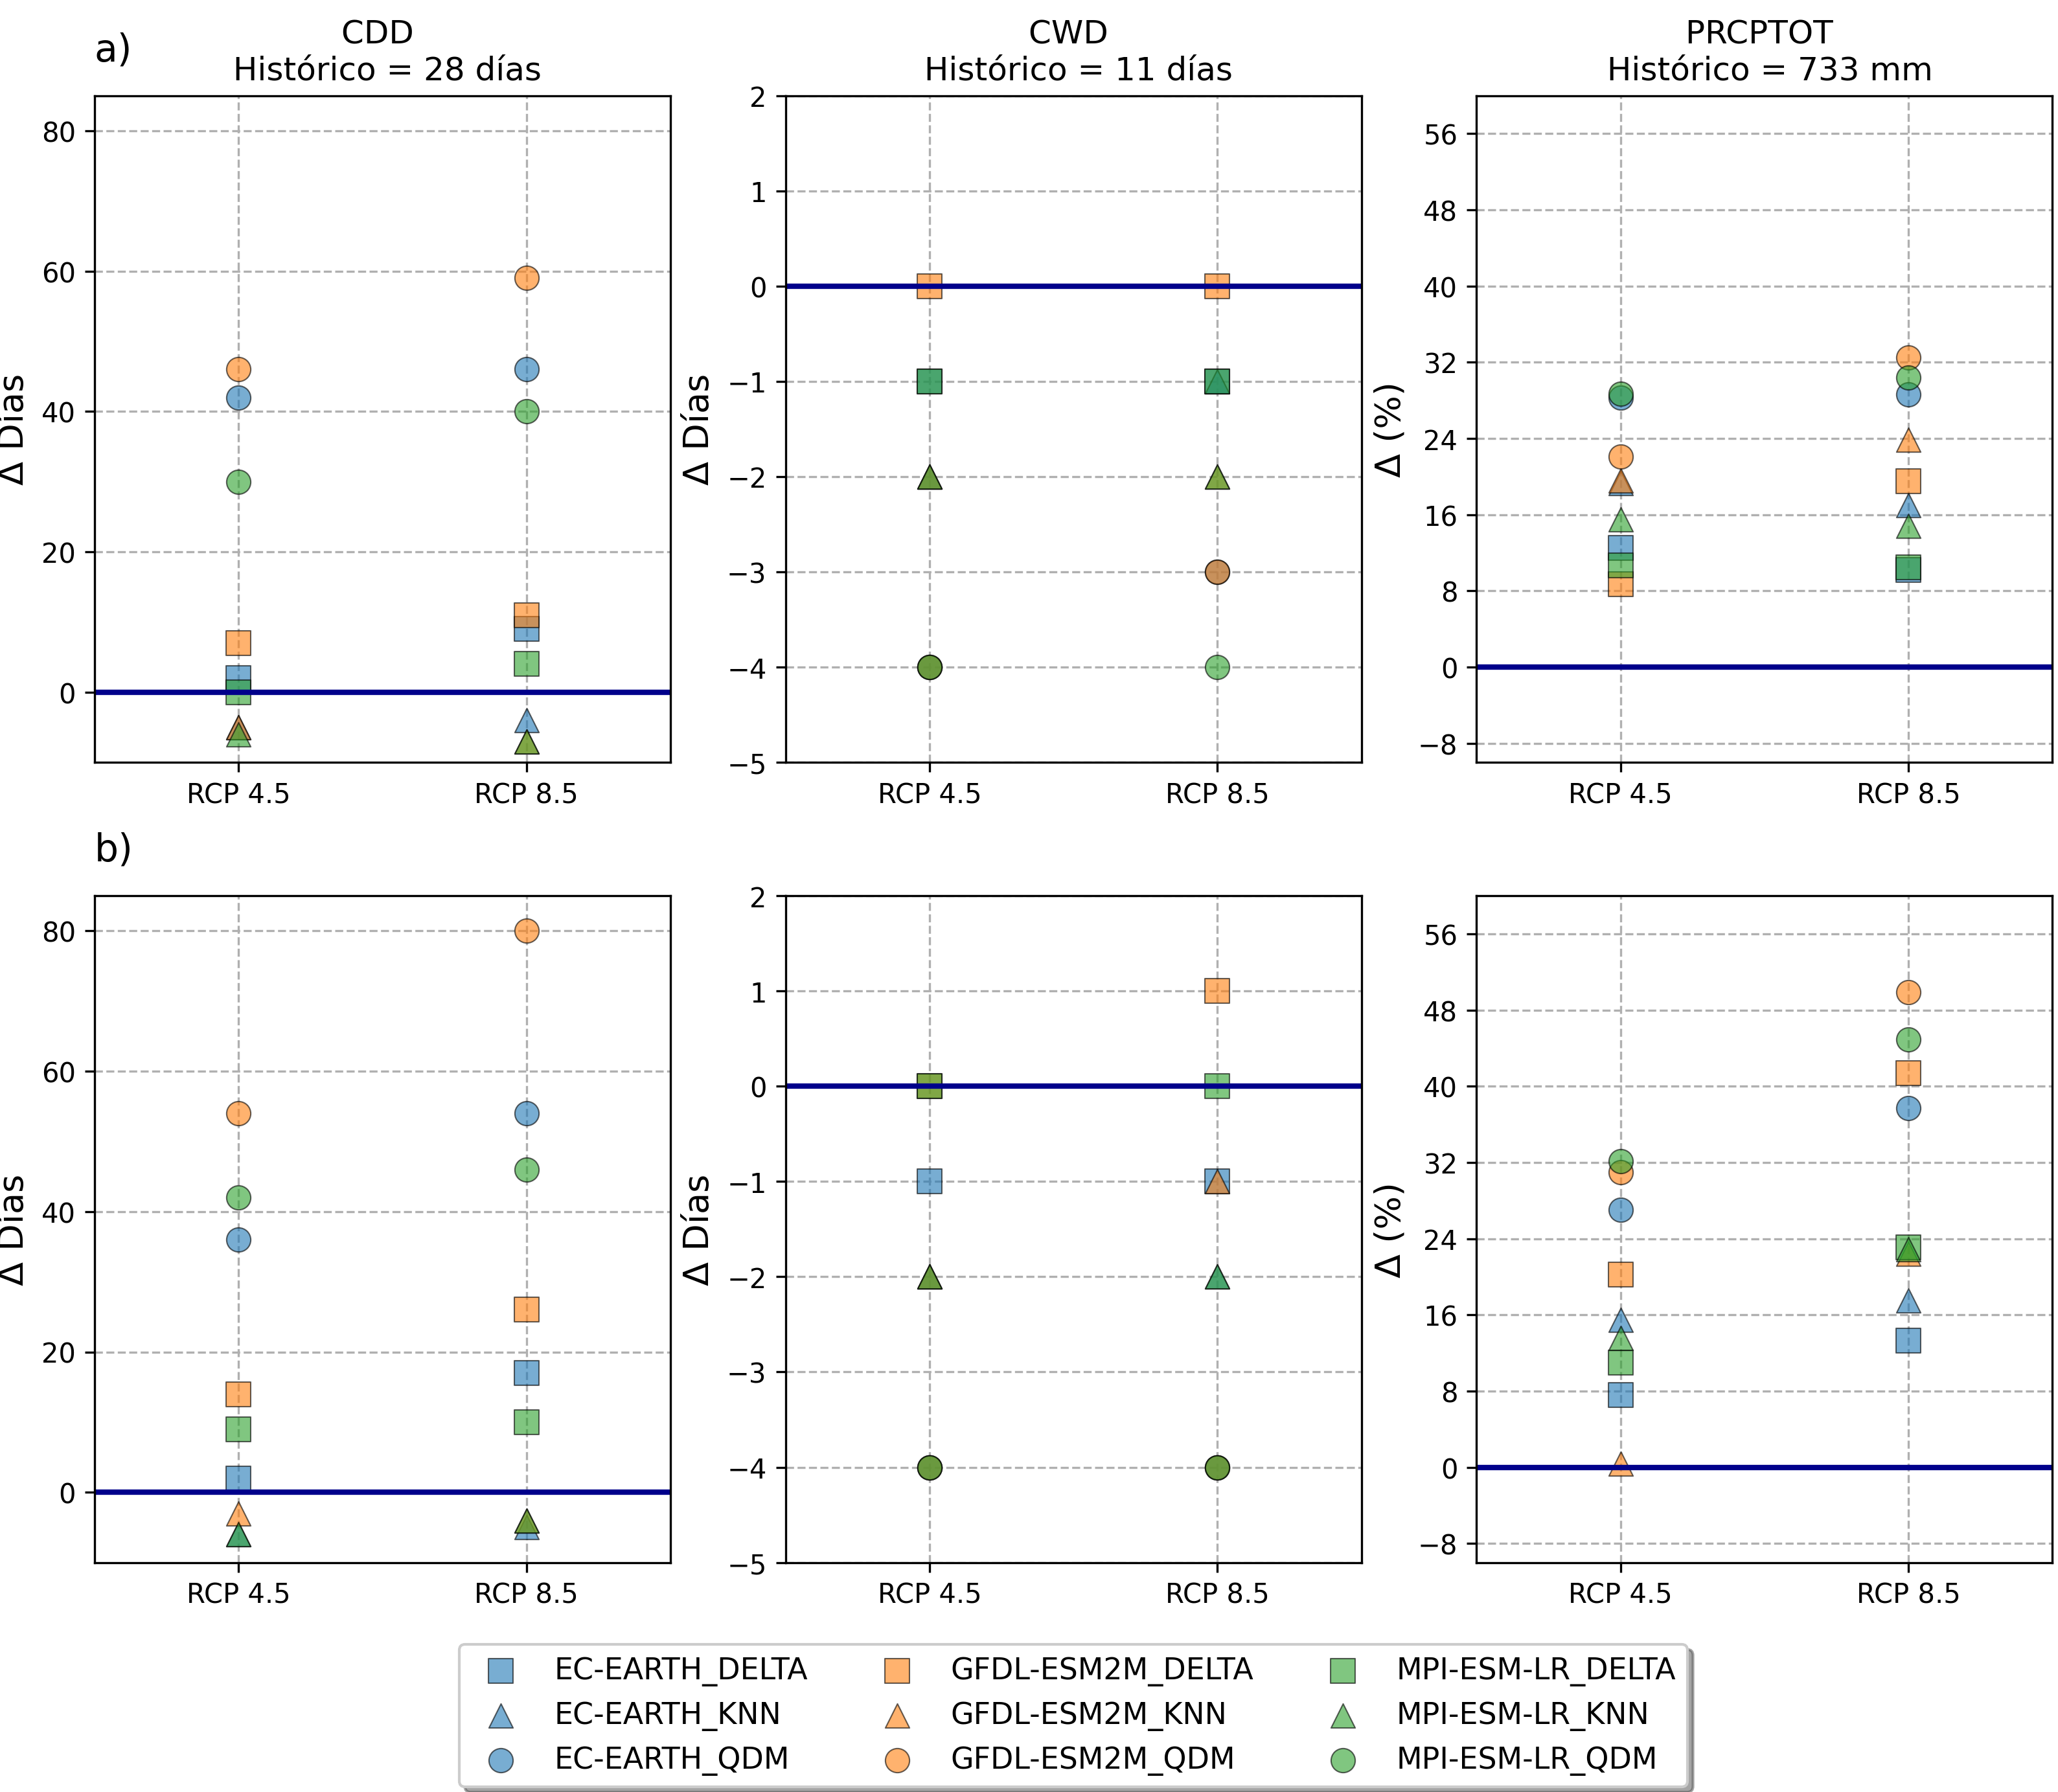 a)
CDD
Histórico = 28 días
CWD
Histórico = 11 días
PRCPTOT
Histórico = 733 mm
Δ Días
80
60
40
20
0
RCP 4.5
RCP 8.5
Δ Días
2
1
0
−1
−2
−3
−4
−5
RCP 4.5
RCP 8.5
Δ (%)
56
48
40
32
24
16
8
0
−8
RCP 4.5
RCP 8.5
b)
Δ Días
80
60
40
20
0
RCP 4.5
RCP 8.5
Δ Días
2
1
0
−1
−2
−3
−4
−5
RCP 4.5
RCP 8.5
Δ (%)
56
48
40
32
24
16
8
0
−8
RCP 4.5
RCP 8.5
EC-EARTH_DELTA
EC-EARTH_KNN
EC-EARTH_QDM
GFDL-ESM2M_DELTA
GFDL-ESM2M_KNN
GFDL-ESM2M_QDM
MPI-ESM-LR_DELTA
MPI-ESM-LR_KNN
MPI-ESM-LR_QDM